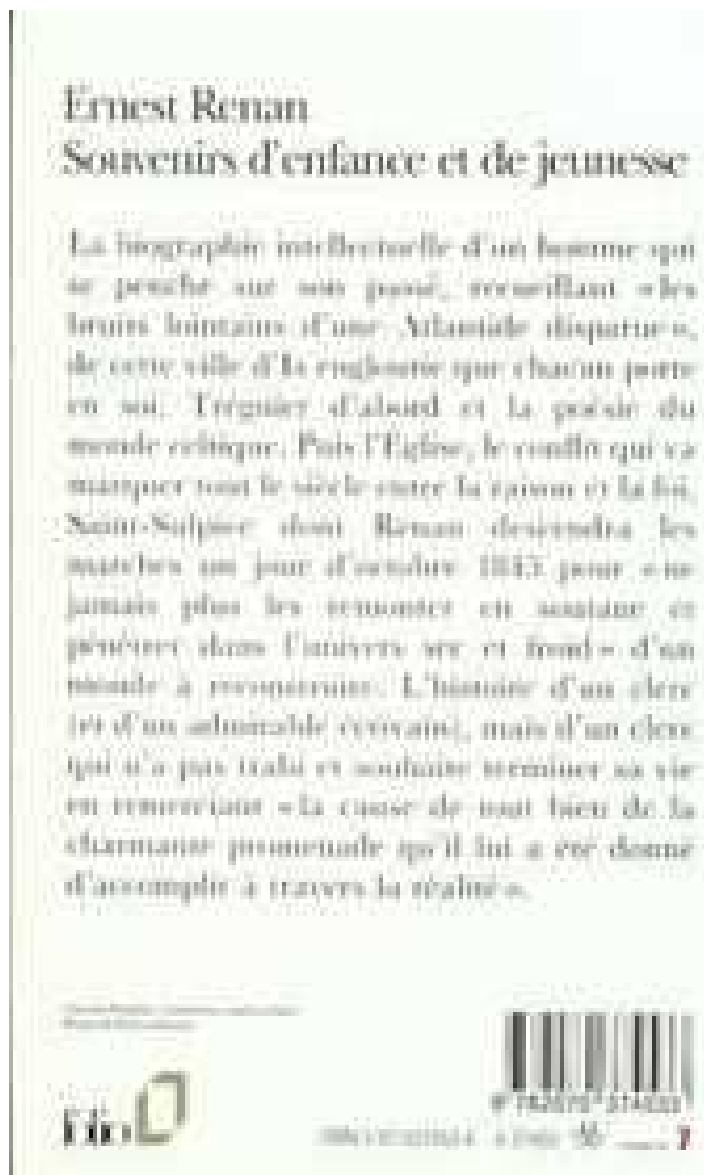 Ernest Renan
Souvenirs d'enfance et de jeunesse
La biographie intellectuelle d'un homme qui
se penche sur son passé, recueillant «les
bruits lointains d'une Atlantide disparue»,
de cette ville d'Is engloutie que chacun porte
en soi. Tréguier d'abord et la poésie du
monde celtique. Puis l'Église, le conflit qui va
marquer tout le siècle entre la raison et la foi,
Saint-Sulpice dont Renan descendra les
marches un jour d'octobre 1845 pour «ne
jamais plus les remonter en soutane et
pénétrer dans l'univers sec et froid» d'un
monde à reconstruire. L'histoire d'un clerc
(et d'un admirable écrivain), mais d'un clerc
qui n'a pas trahi et souhaite terminer sa vie
en remerciant «la cause de tout bien de la
charmante promenade qu'il lui a été donné
d'accomplir à travers la réalité».
folio